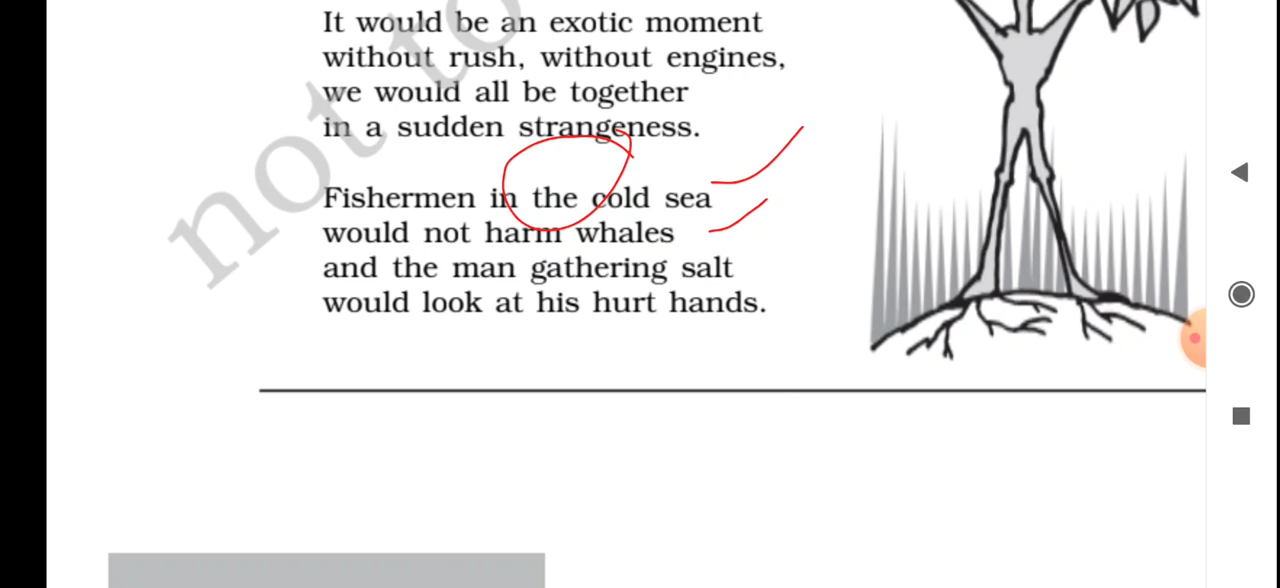 It would be an exotic moment
without rush, without engines,
we would all be together
in a sudden strangeness.
Fishermen in the cold sea
would not harm whales
and the man gathering salt
would look at his hurt hands.
not to